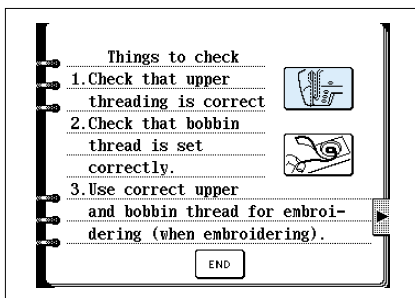 Things to check
1.Check that upper
threading is correct
2.Check that bobbin
thread is set
correctly.
3.Use correct upper
and bobbin thread for embroi-
dering (when embroidering).
END